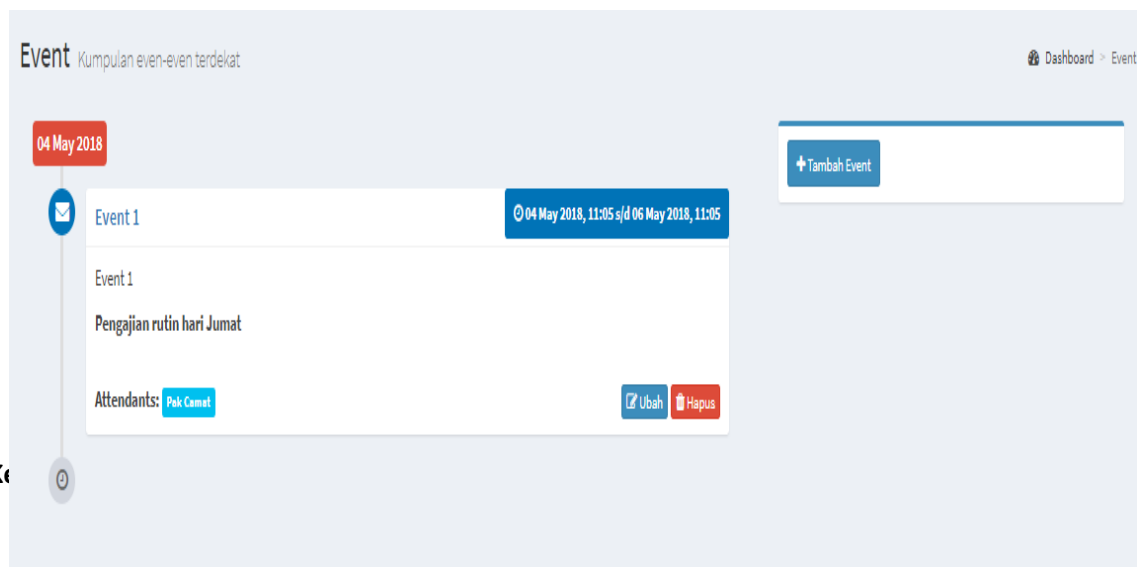 Event Kumpulan even-even terdekat
Dashboard > Event
04 May 2018
Tambah Event
Event 1
04 May 2018, 11:05 s/d 06 May 2018, 11:05
Event 1
Pengajian rutin hari Jumat
Attendants: Pak Camat
Ubah Hapus